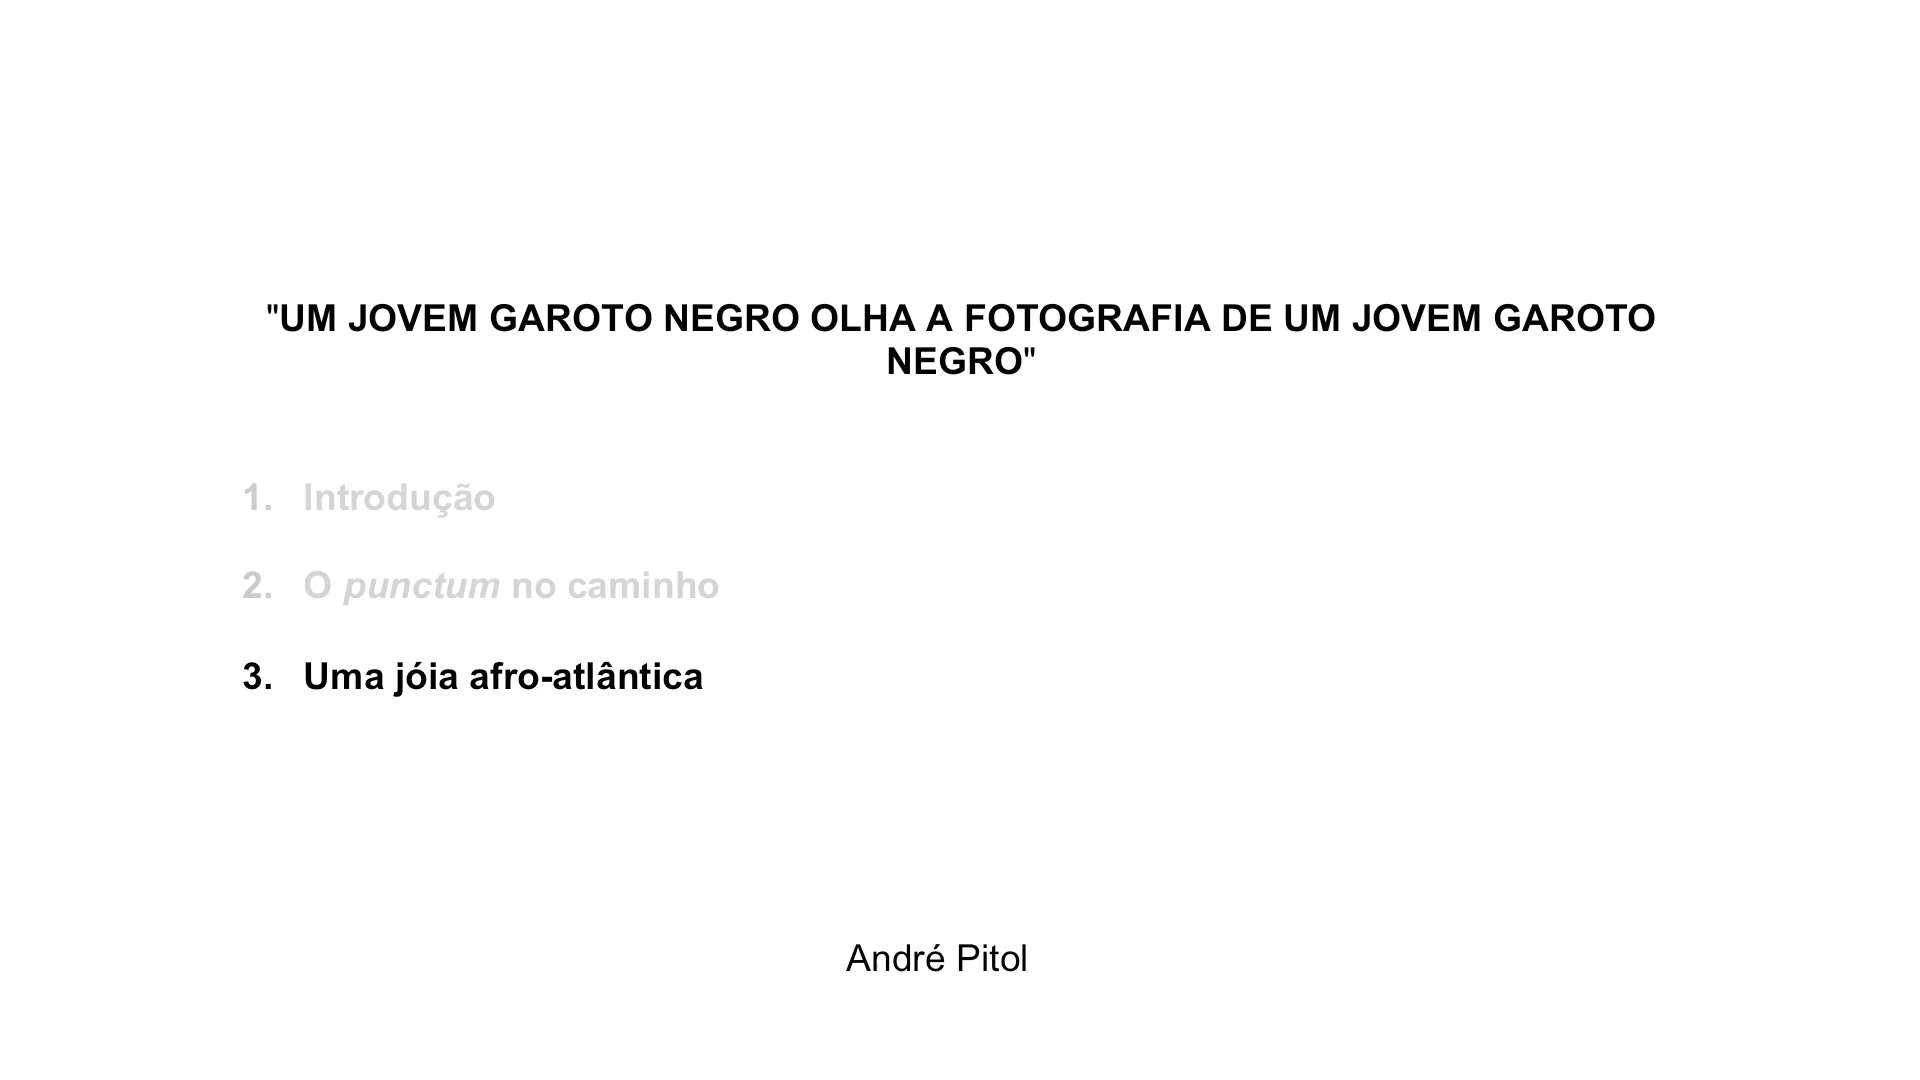 "UM JOVEM GAROTO NEGRO OLHA A FOTOGRAFIA DE UM JOVEM GAROTO
NEGRO"
1. Introdução
2. O punctum no caminho
3. Uma jóia afro-atlântica
André Pitol